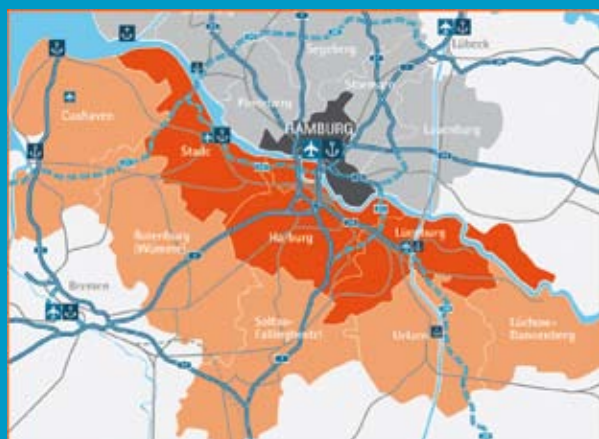 Segeberg
Lübeck
Stormarn
Pinneberg
Cuxhaven
HAMBURG
Lauenburg
Stade
Rotenburg
(Wümme)
Harburg
Lüneburg
Bremen
Soltau-
Fallingbostel
Uelzen
Lüchow-
Dannenberg